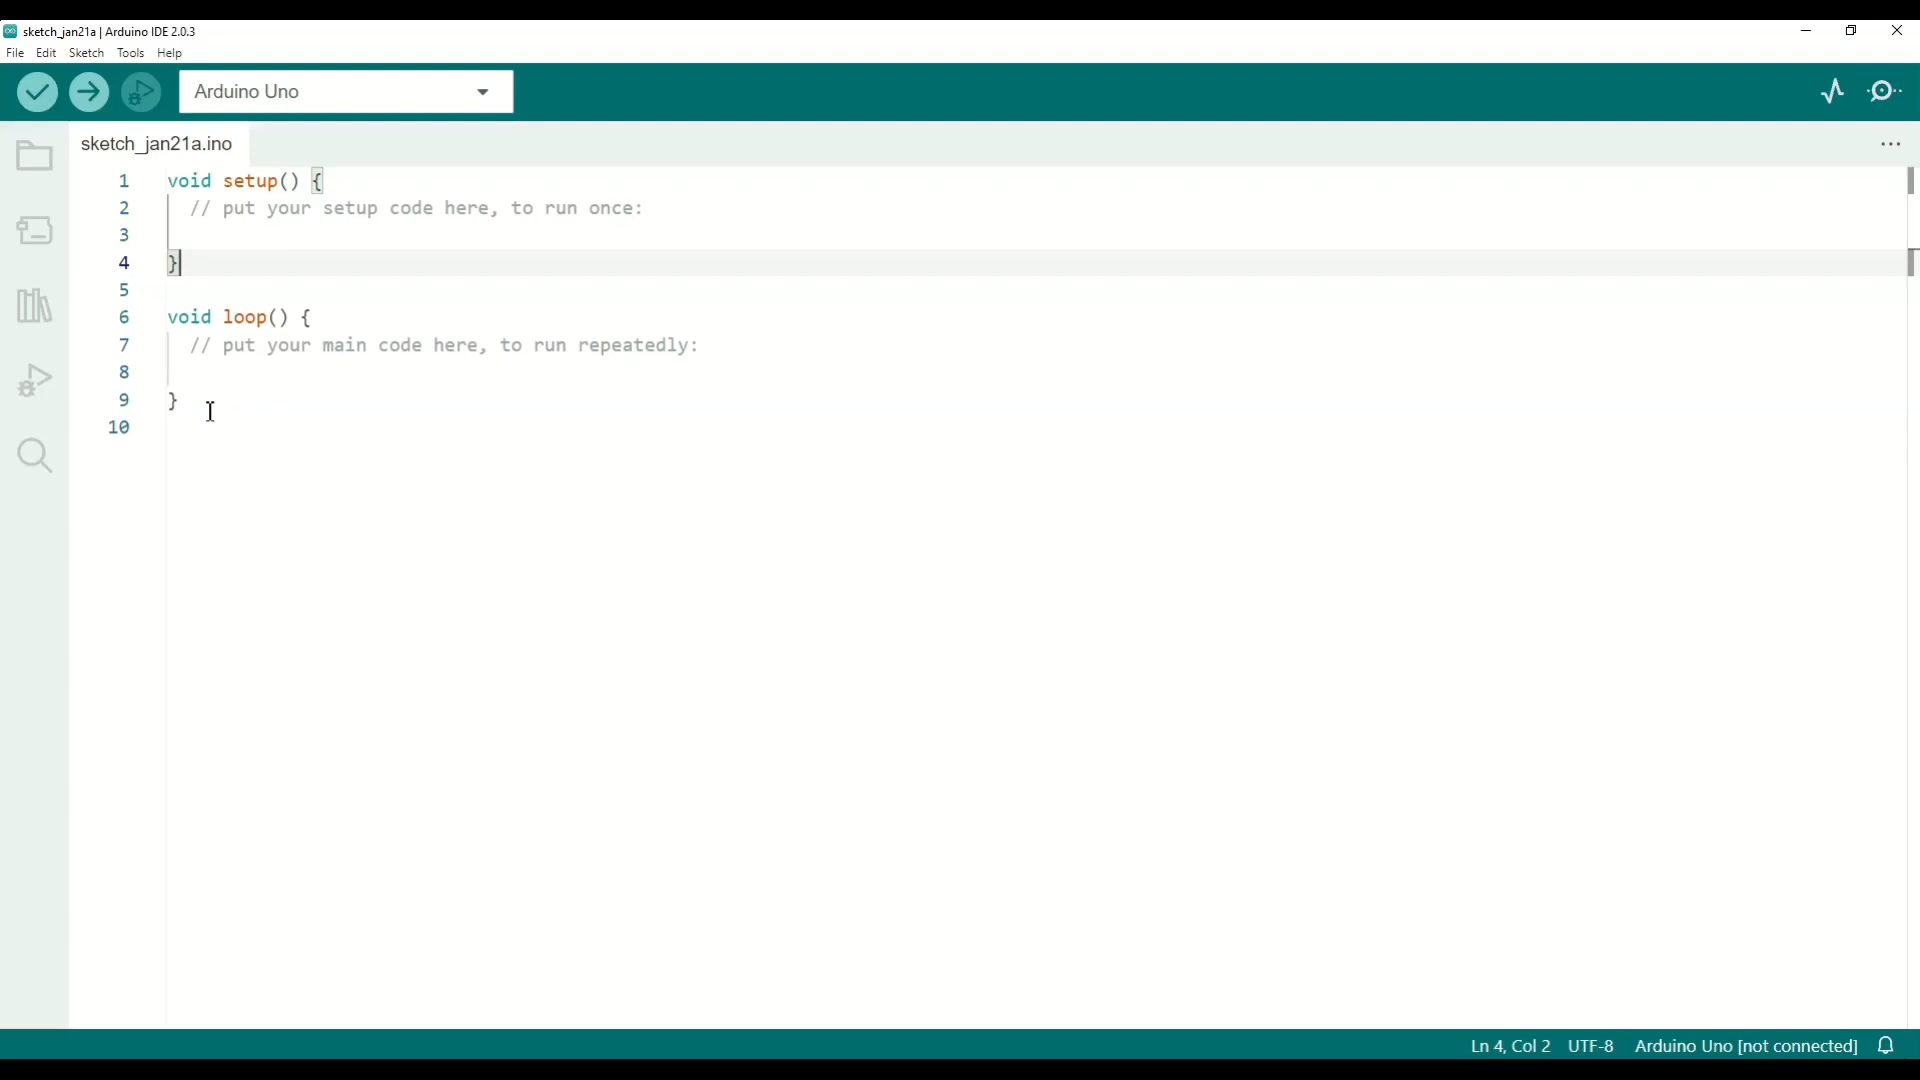 sketch_jan21a | Arduino IDE 2.0.3
File Edit Sketch Tools Help
Arduino Uno
sketch_jan21a.ino
1 void setup() {
2 // put your setup code here, to run once:
3
4 }
5
6 void loop() {
7 // put your main code here, to run repeatedly:
8
9 }
10
Ln 4, Col 2 UTF-8 Arduino Uno [not connected]